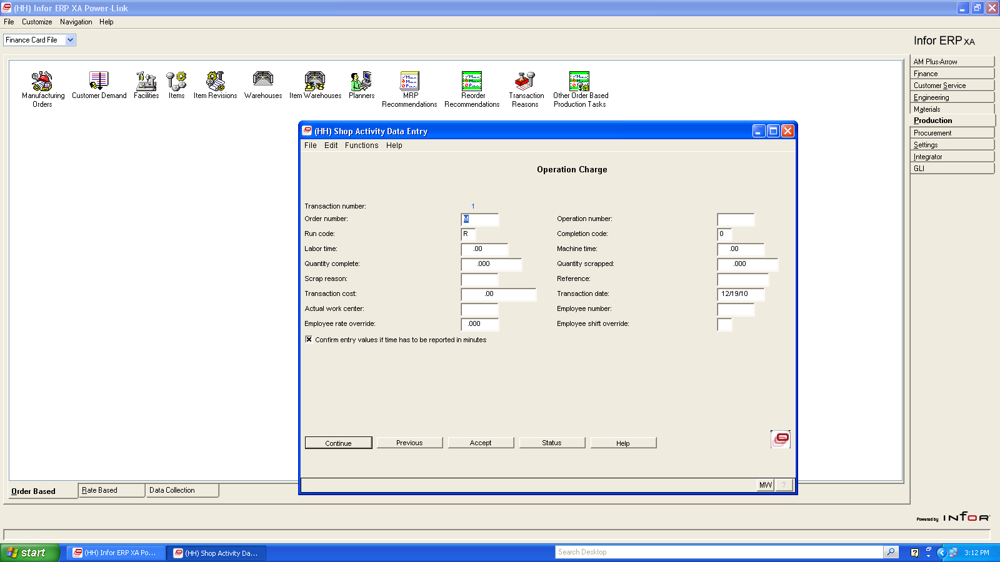 (HH) Infor ERP XA Power-Link
File Customize Navigation Help
Finance Card File
Infor ERP XA
AM Plus-Arrow
Finance
Customer Service
Engineering
Materials
Production
Procurement
Settings
Integrator
GLI
Manufacturing Orders
Customer Demand
Facilities
Items
Item Revisions
Warehouses
Item Warehouses
Planners
MRP Recommendations
Reorder Recommendations
Transaction Reasons
Other Order Based Production Tasks
(HH) Shop Activity Data Entry
File Edit Functions Help
Operation Charge
Transaction number: 1
Order number: M Operation number:
Run code: R Completion code: 0
Labor time: .00 Machine time: .00
Quantity complete: .000 Quantity scrapped: .000
Scrap reason: Reference:
Transaction cost: .00 Transaction date: 12/19/10
Actual work center: Employee number:
Employee rate override: .000 Employee shift override:
Confirm entry values if time has to be reported in minutes
Continue Previous Accept Status Help
MW ?
Order Based Rate Based Data Collection
Powered by infor
start (HH) Infor ERP XA Po... (HH) Shop Activity Da... Search Desktop 3:12 PM